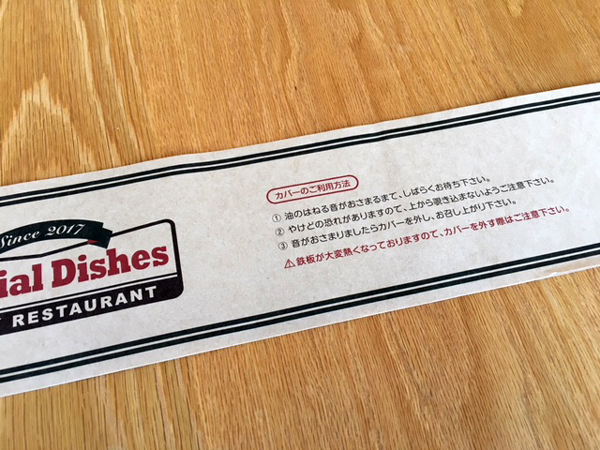 Since 2017
ial Dishes
RESTAURANT
カバーのご利用方法
① 油のはねる音がおさまるまで、しばらくお待ち下さい。
② やけどの恐れがありますので、上から覗き込まないようご注意下さい。
③ 音がおさまりましたらカバーを外し、お召し上がり下さい。
⚠鉄板が大変熱くなっておりますので、カバーを外す際はご注意下さい。